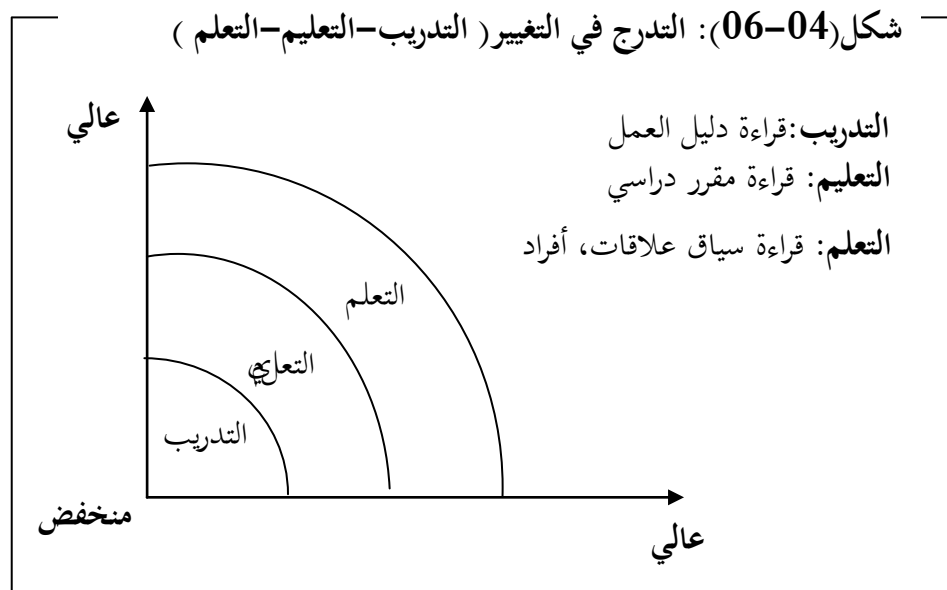 شكل(04-06): التدرج في التغيير( التدريب-التعليم-التعلم )
عالي
التدريب:قراءة دليل العمل
التعليم: قراءة مقرر دراسي
التعلم: قراءة سياق علاقات، أفراد
التعلم
التعليم
التدريب
منخفض
عالي